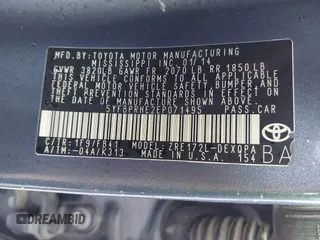 MFD. BY: TOYOTA MOTOR MANUFACTURING
MISSISSIPPI INC. 01/14
GVWR 3820LB GAWR FR 2070 LB RR 1850LB
THIS VEHICLE CONFORMS TO ALL APPLICABLE
FEDERAL MOTOR VEHICLE SAFETY, BUMPER, AND
THEFT PREVENTION STANDARDS IN EFFECT ON
THE DATE OF MANUFACTURE SHOWN ABOVE.
5YFBPRHE2EP071495 PASS.CAR
C/TR: 1F9/FB41 MODEL: ZRE172L-DEXQPA
A/TM: -04A/K313 MADE IN U.S.A. 154
TOYOTA
BA
DREAMBID